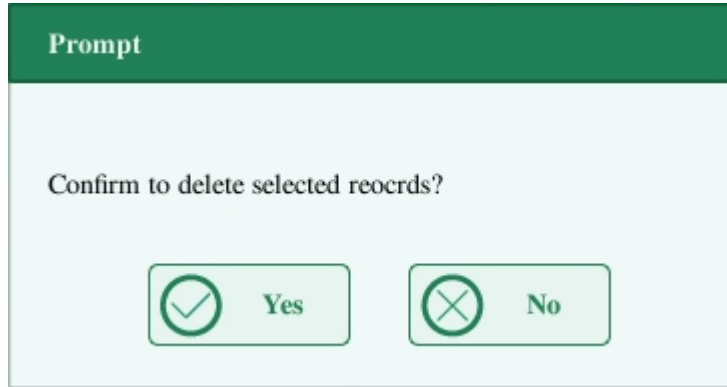 Prompt
Confirm to delete selected reocrds?
Yes
No